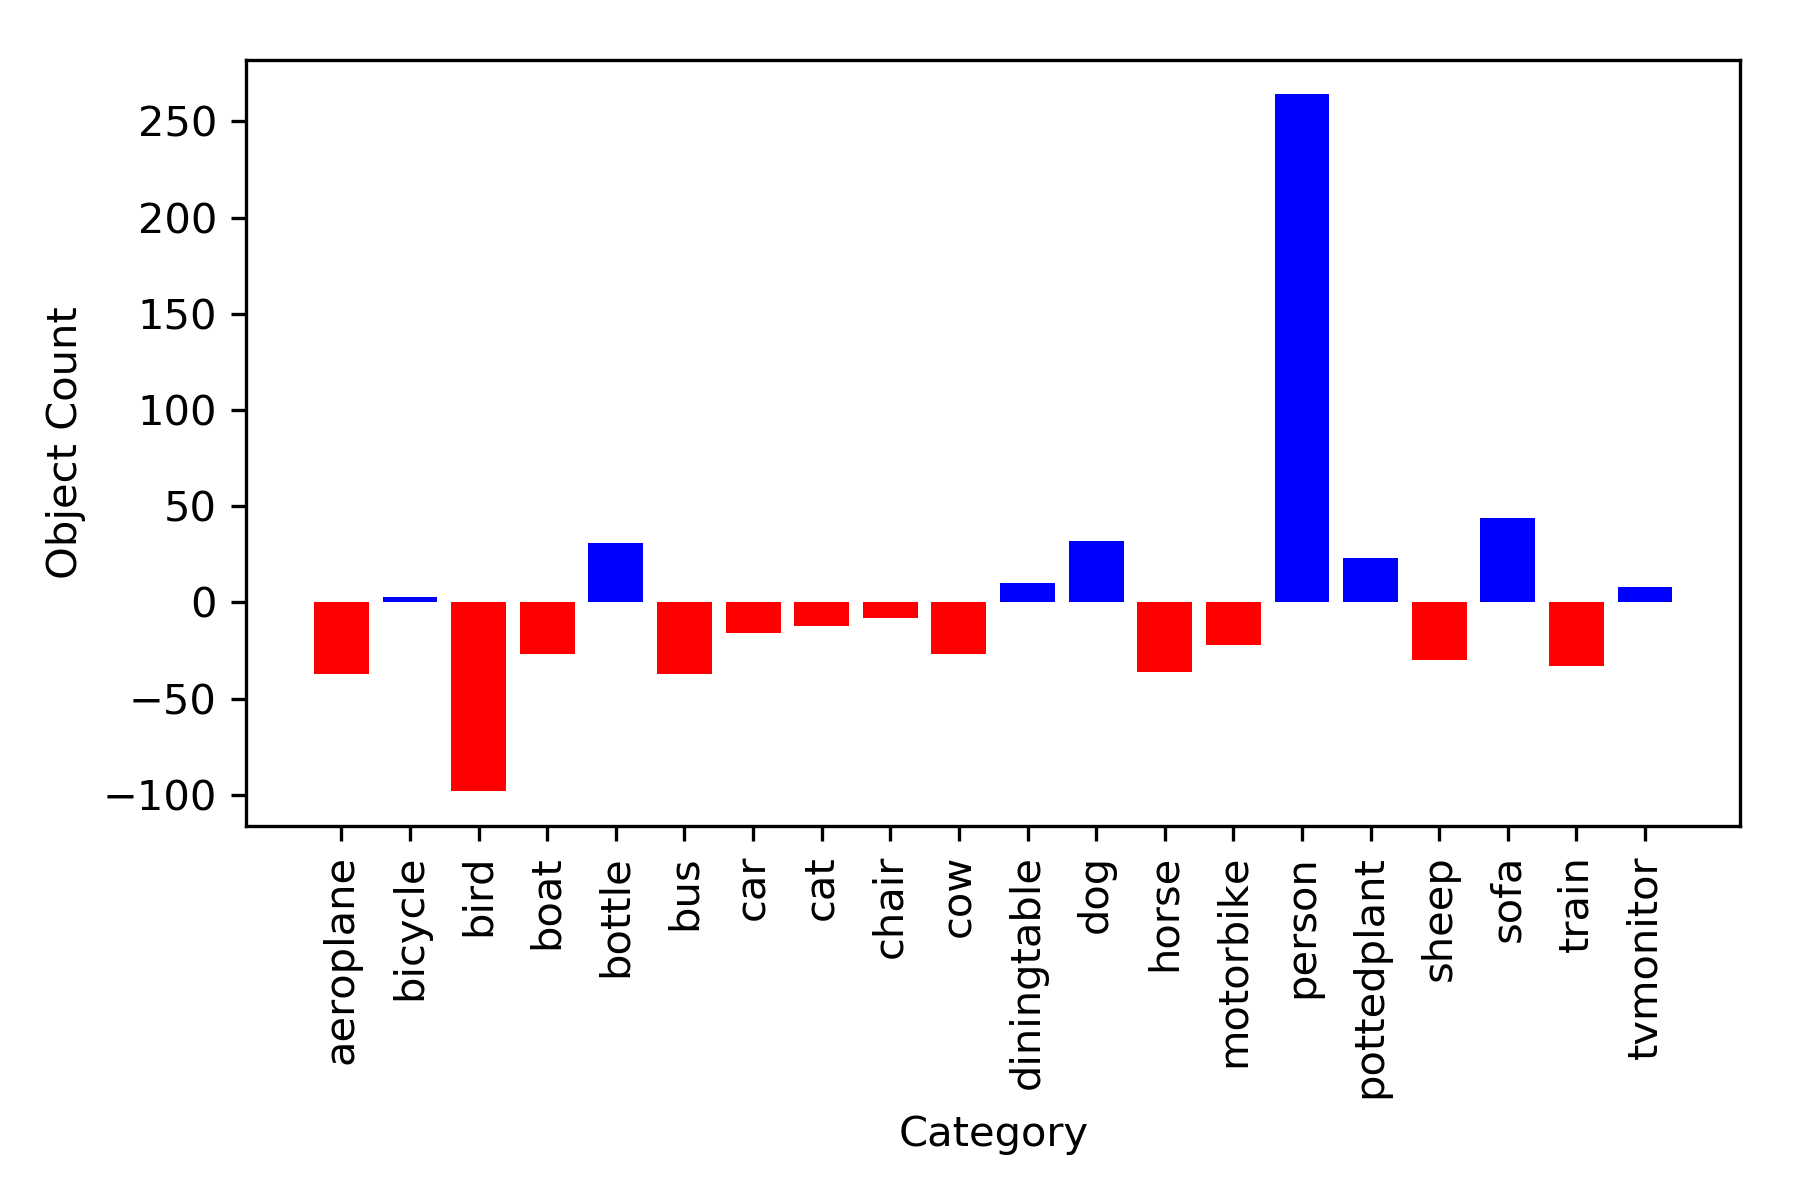 Object Count
250
200
150
100
50
0
−50
−100
aeroplane
bicycle
bird
boat
bottle
bus
car
cat
chair
cow
diningtable
dog
horse
motorbike
person
pottedplant
sheep
sofa
train
tvmonitor
Category